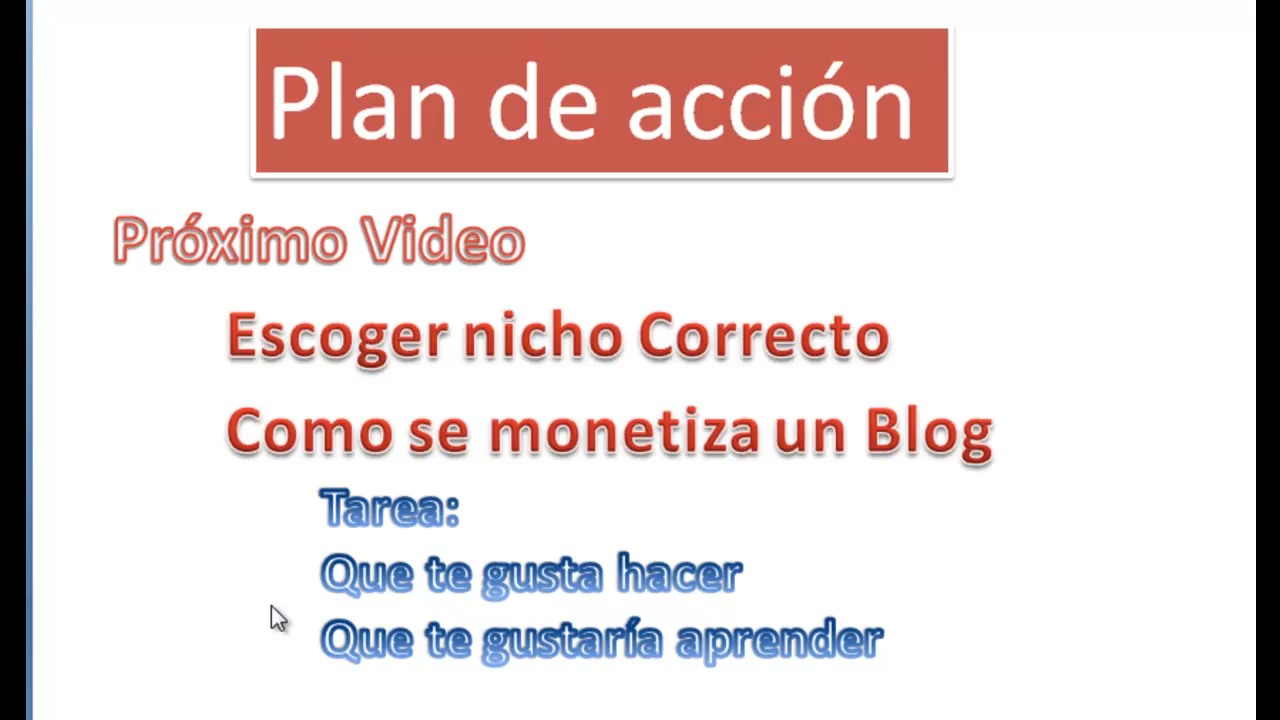 Plan de acción
Próximo Video
Escoger nicho Correcto
Como se monetiza un Blog
Tarea:
Que te gusta hacer
Que te gustaría aprender